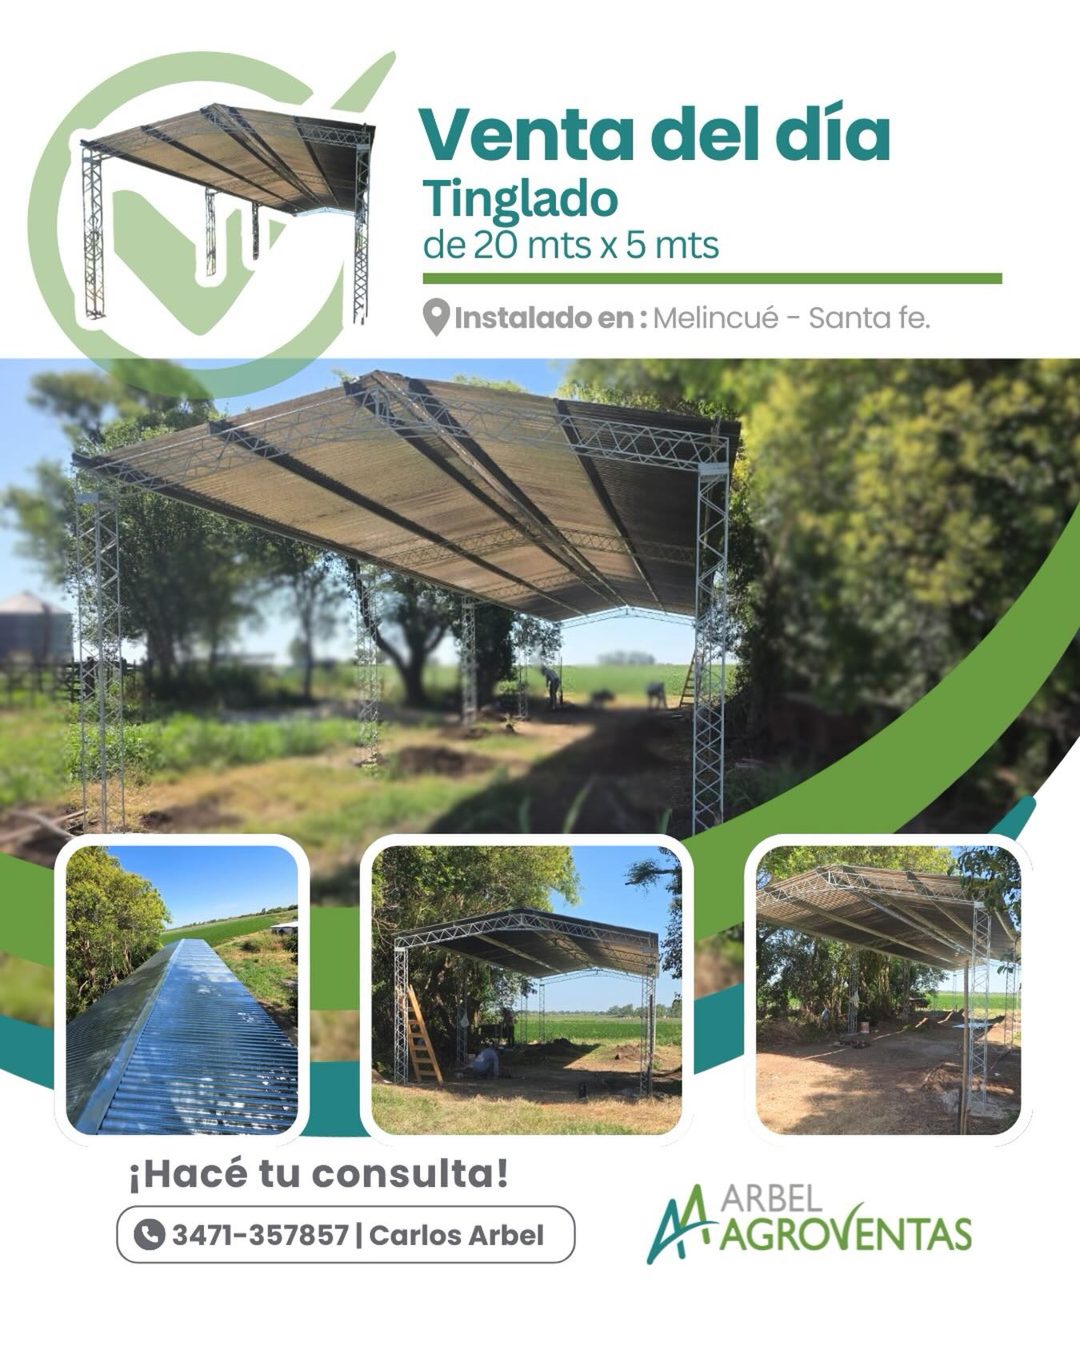 Venta del día
Tinglado
de 20 mts x 5 mts
Instalado en : Melincué - Santa fe.
¡Hacé tu consulta!
3471-357857 | Carlos Arbel
ARBEL
AGROVENTAS